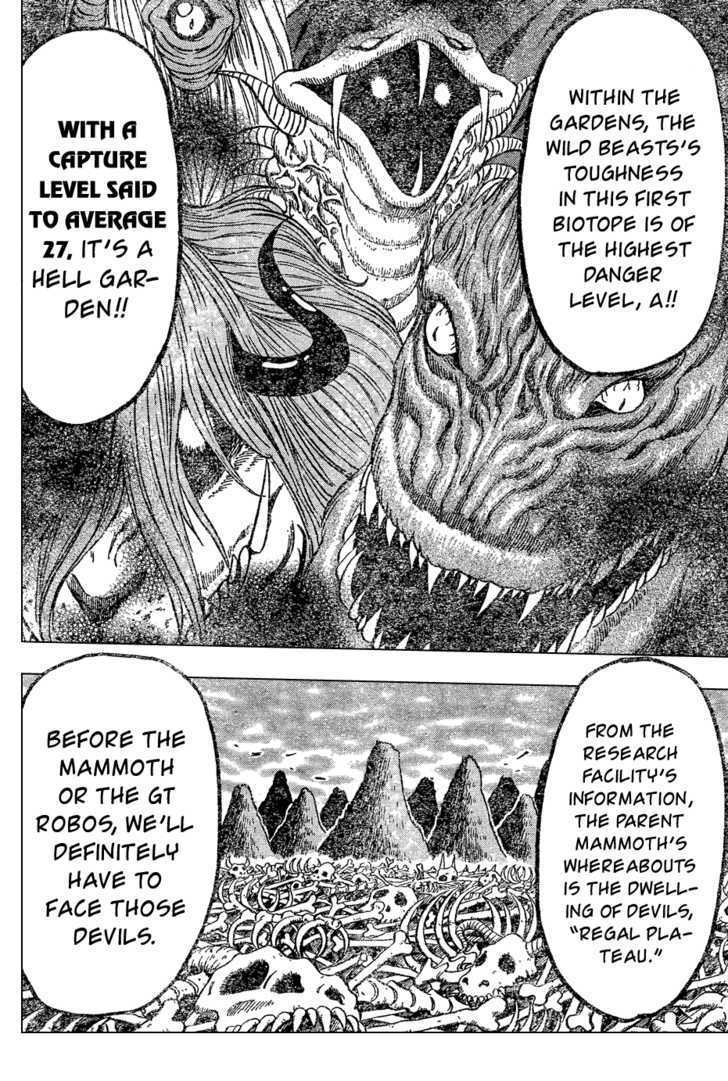 WITHIN THE
GARDENS, THE
WILD BEASTS'S
TOUGHNESS
IN THIS FIRST
BIOTOPE IS OF
THE HIGHEST
DANGER
LEVEL, A!!
WITH A
CAPTURE
LEVEL SAID
TO AVERAGE
27, IT'S A
HELL GAR-
DEN!!
FROM THE
RESEARCH
FACILITY'S
INFORMATION,
THE PARENT
MAMMOTH'S
WHEREABOUTS
IS THE DWELL-
ING OF DEVILS,
"REGAL PLA-
TEAU."
BEFORE THE
MAMMOTH
OR THE GT
ROBOS, WE'LL
DEFINITELY
HAVE TO
FACE THOSE
DEVILS.